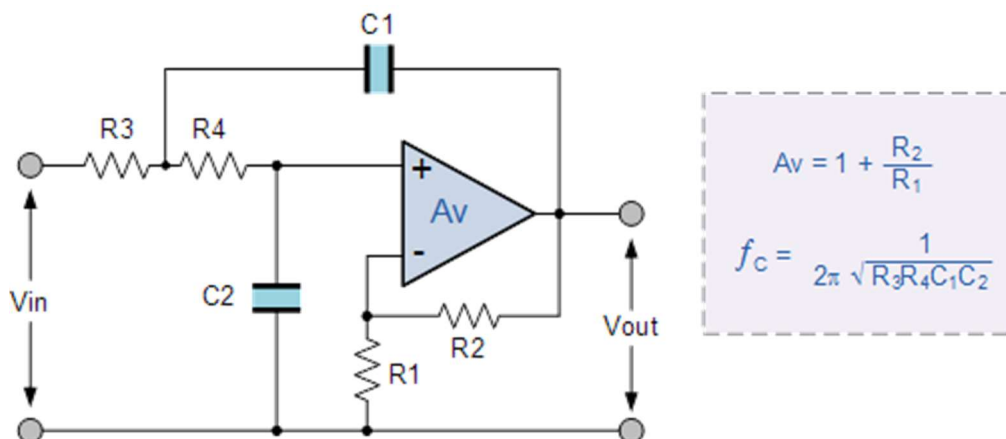 C1
R3
R4
+
Av
-
C2
Vin
R2
R1
Vout
Av = 1 + R₂/R₁
fC = 1/(2π √(R₃R₄C₁C₂))